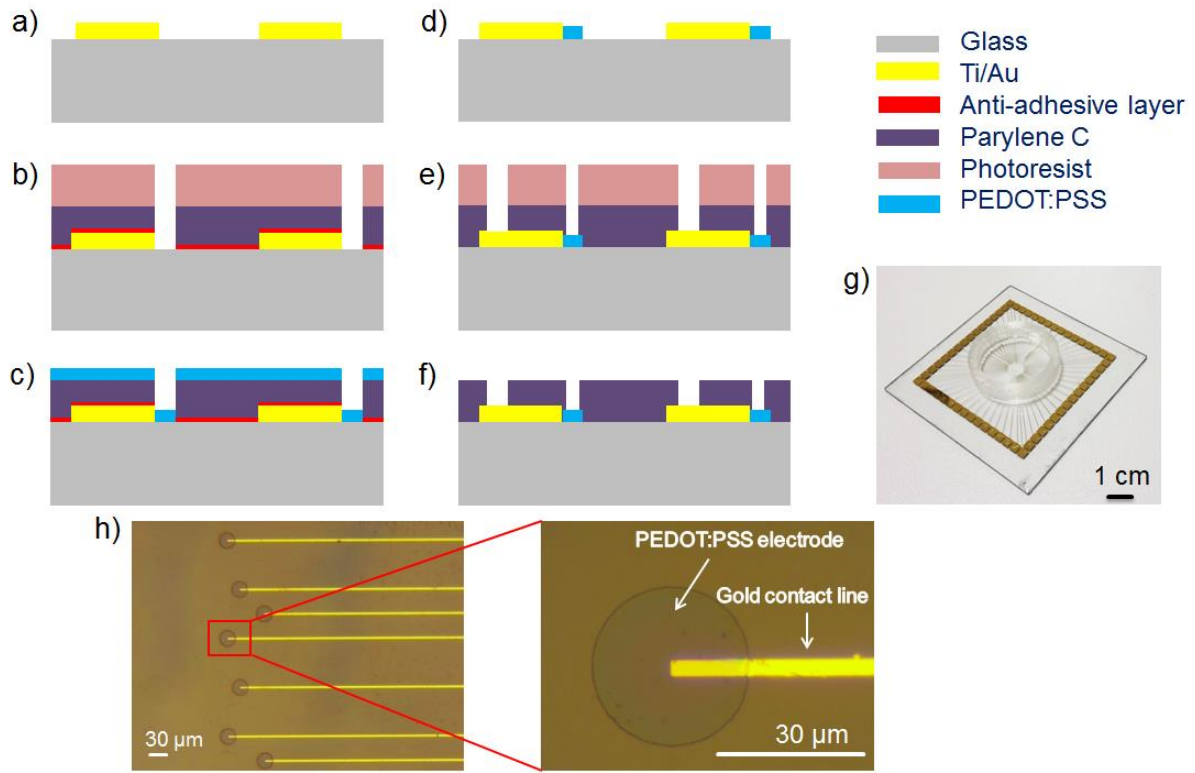 a)
d)
Glass
Ti/Au
Anti-adhesive layer
Parylene C
Photoresist
PEDOT:PSS
b)
e)
g)
c)
f)
1 cm
h)
PEDOT:PSS electrode
Gold contact line
30 µm
30 µm